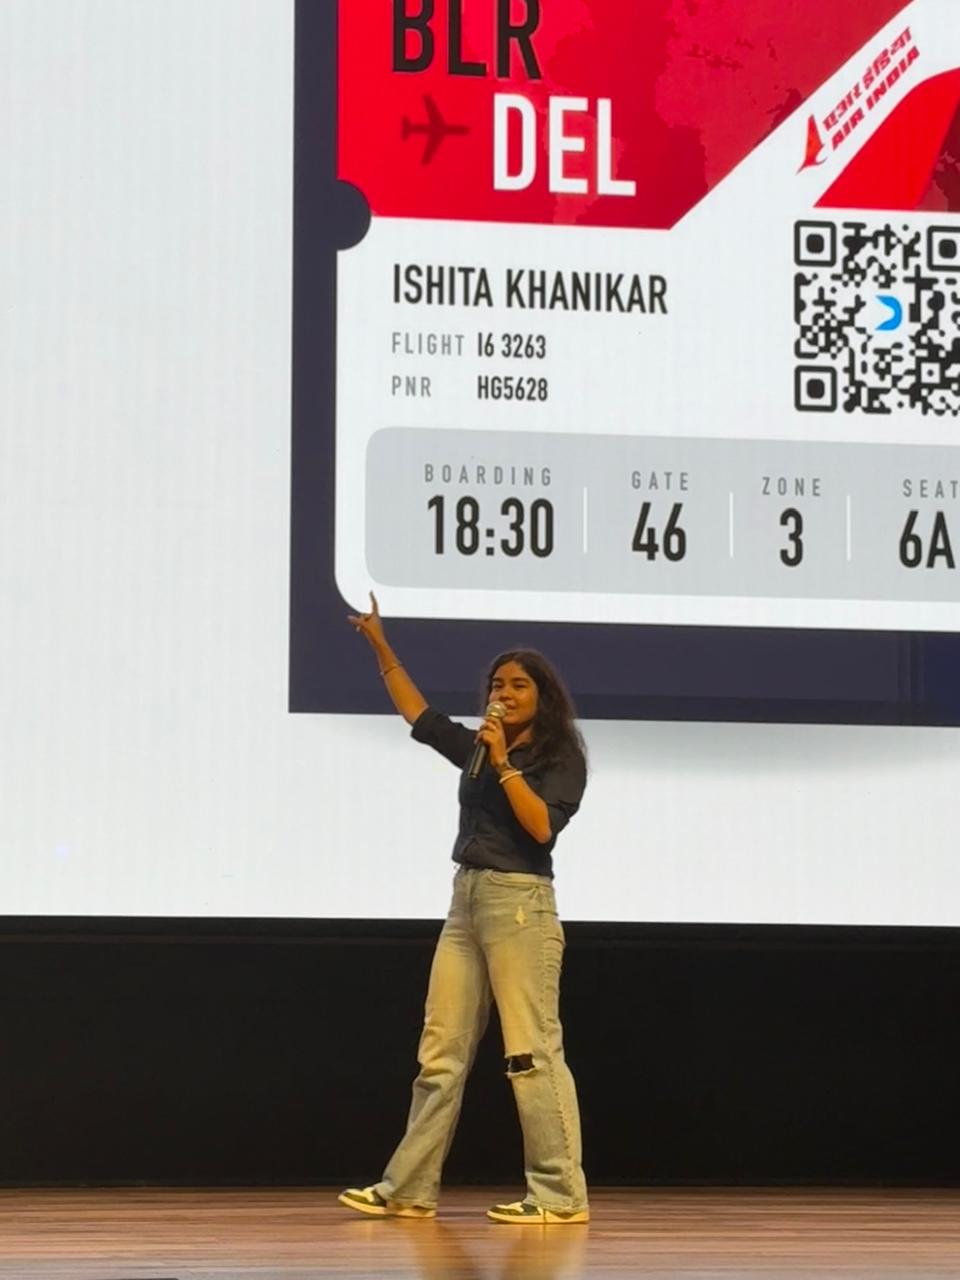 BLR
DEL
एअर इंडिया
AIR INDIA
ISHITA KHANIKAR
FLIGHT I6 3263
PNR HG5628
BOARDING GATE ZONE SEAT
18:30 46 3 6A